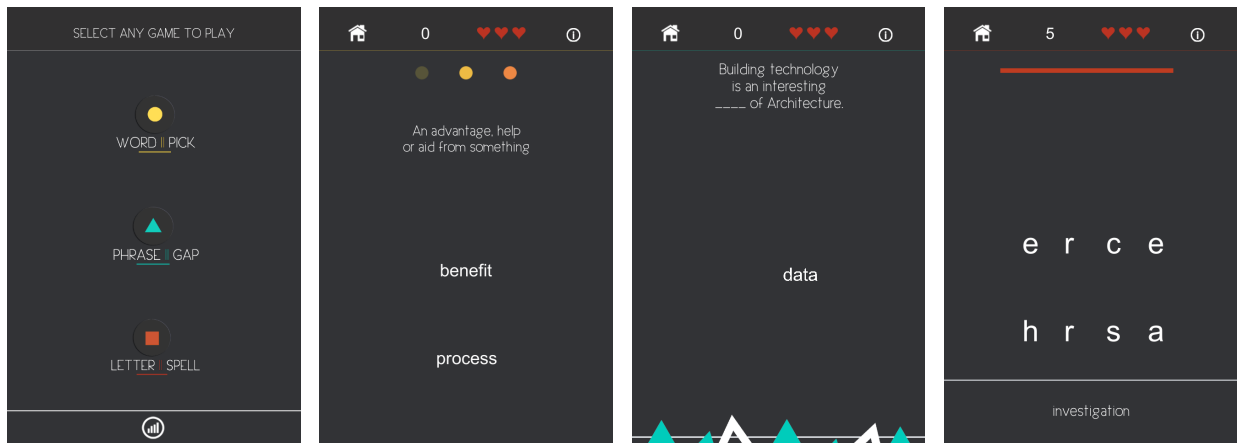 SELECT ANY GAME TO PLAY
WORD || PICK
PHRASE || GAP
LETTER || SPELL
0
An advantage, help
or aid from something
benefit
process
0
Building technology
is an interesting
____ of Architecture.
data
5
e r c e
h r s a
investigation